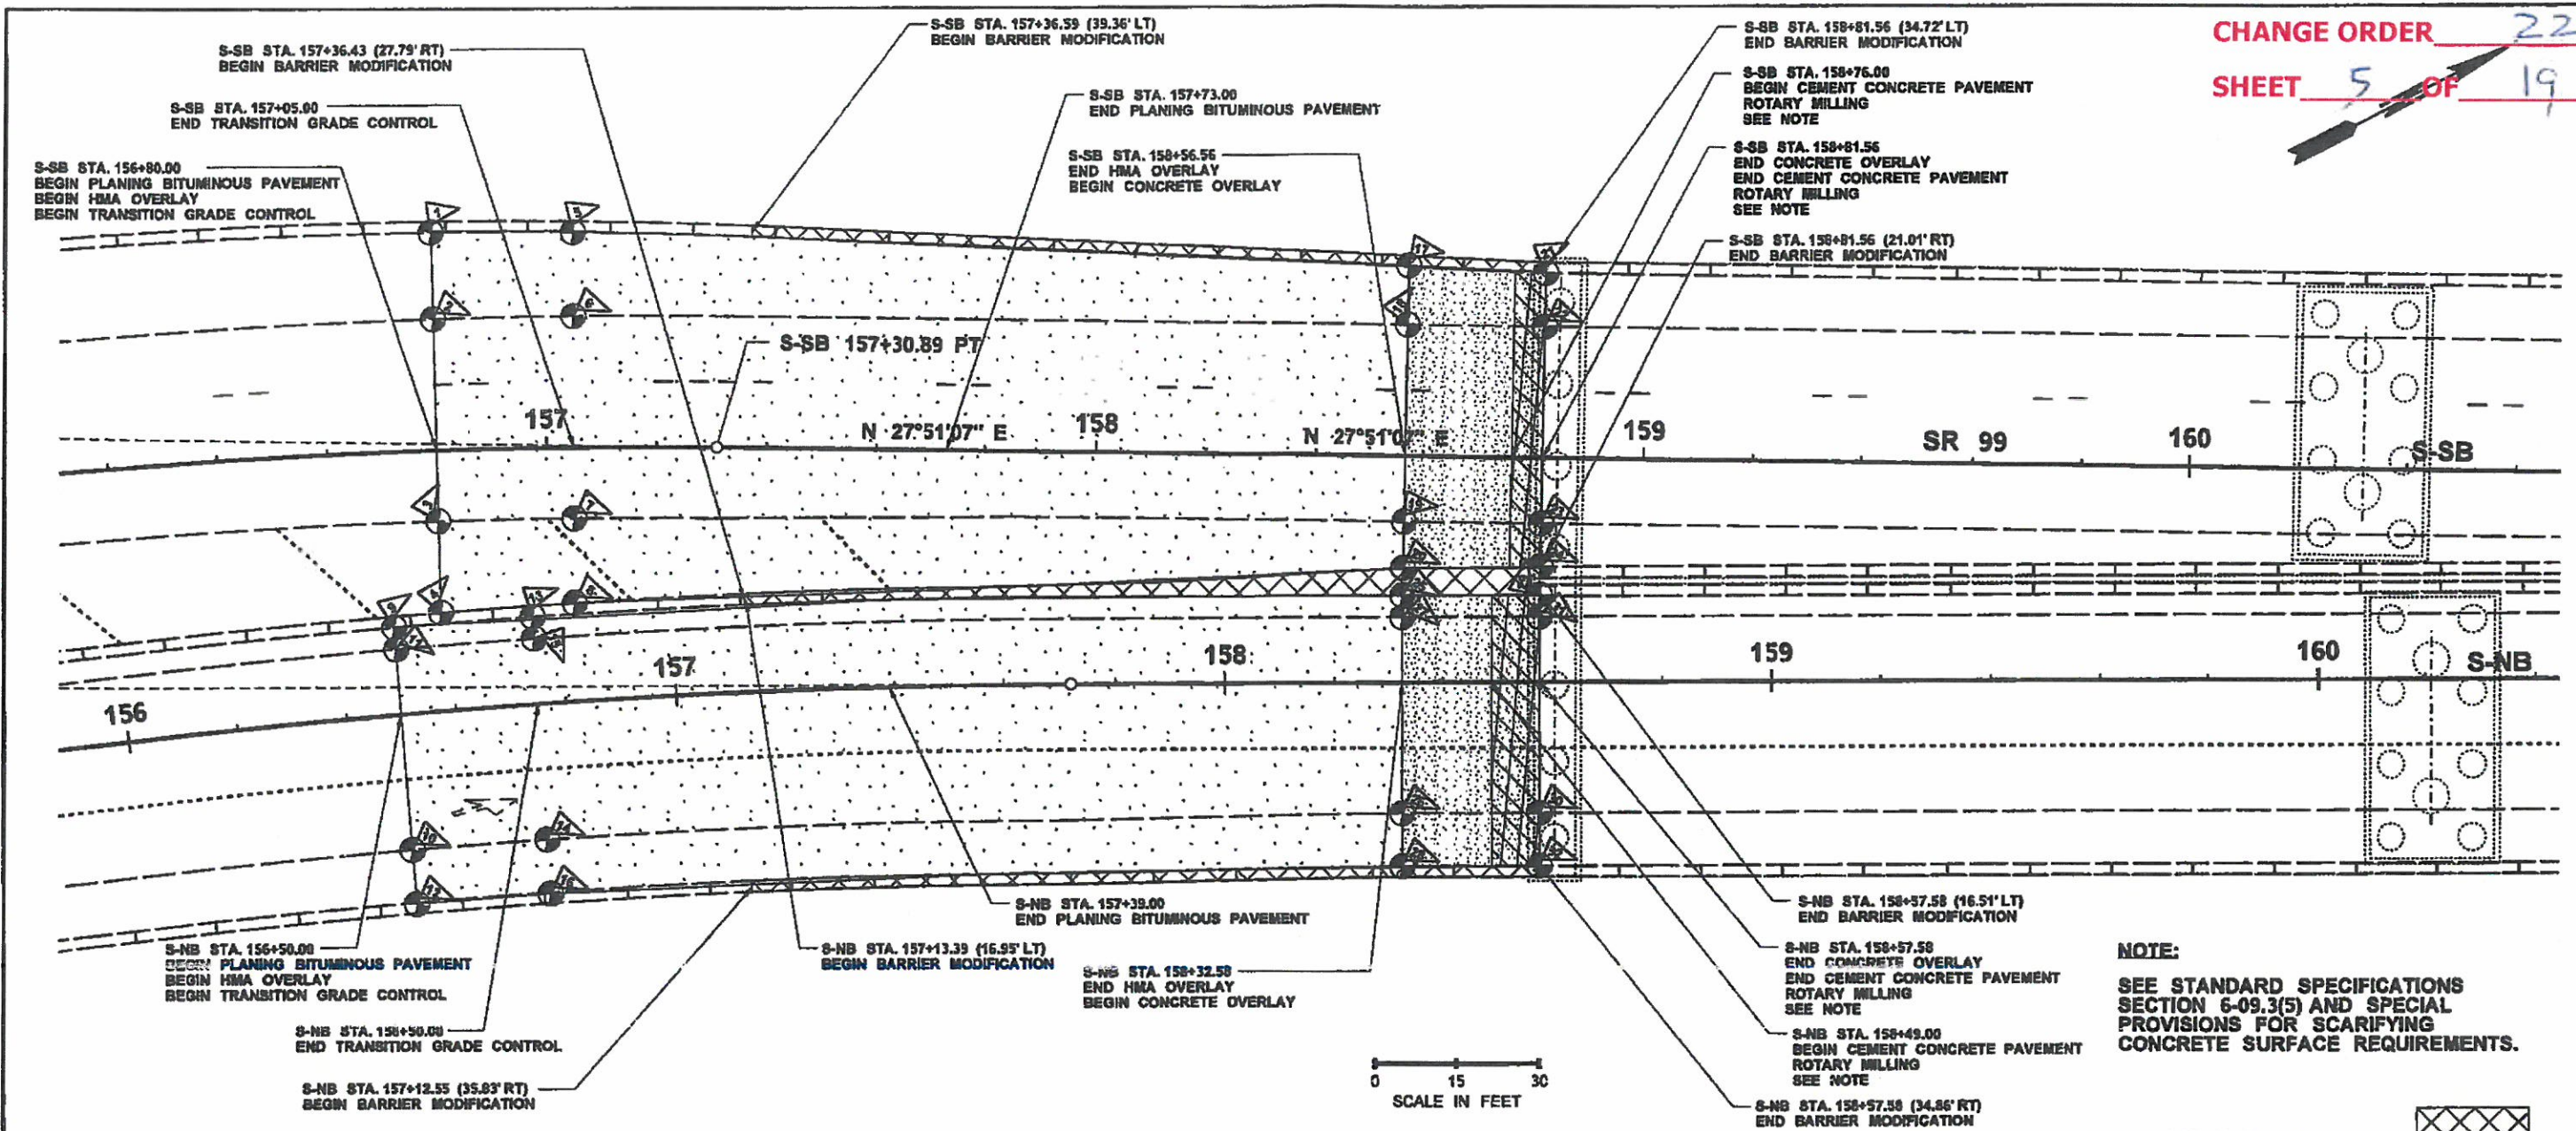 CHANGE ORDER 22
SHEET 5 OF 19
S-SB STA. 157+36.59 (39.36' LT)
BEGIN BARRIER MODIFICATION
S-SB STA. 157+36.43 (27.79' RT)
BEGIN BARRIER MODIFICATION
S-SB STA. 157+05.00
END TRANSITION GRADE CONTROL
S-SB STA. 156+80.00
BEGIN PLANING BITUMINOUS PAVEMENT
BEGIN HMA OVERLAY
BEGIN TRANSITION GRADE CONTROL
S-SB STA. 157+73.00
END PLANING BITUMINOUS PAVEMENT
S-SB STA. 158+56.56
END HMA OVERLAY
BEGIN CONCRETE OVERLAY
S-SB STA. 158+81.56 (34.72' LT)
END BARRIER MODIFICATION
S-SB STA. 158+76.00
BEGIN CEMENT CONCRETE PAVEMENT
ROTARY MILLING
SEE NOTE
S-SB STA. 158+81.56
END CONCRETE OVERLAY
END CEMENT CONCRETE PAVEMENT
ROTARY MILLING
SEE NOTE
S-SB STA. 158+81.56 (21.01' RT)
END BARRIER MODIFICATION
1
5
17
2
6
S-SB 157+30.89 PT
157
N 27°51'07" E
158
N 27°51'07" E
159
SR 99
160
S-SB
3
7
9
4
13
8
156
157
158
159
160
S-NB
10
14
S-NB STA. 156+50.00
BEGIN PLANING BITUMINOUS PAVEMENT
BEGIN HMA OVERLAY
BEGIN TRANSITION GRADE CONTROL
S-NB STA.
END TRANSITION GRADE CONTROL
S-NB STA. 157+12.55 (35.83' RT)
BEGIN BARRIER MODIFICATION
S-NB STA. 157+13.39 (16.95' LT)
BEGIN BARRIER MODIFICATION
S-NB STA. 157+39.00
END PLANING BITUMINOUS PAVEMENT
S-NB STA. 158+32.58
END HMA OVERLAY
BEGIN CONCRETE OVERLAY
0 15 30
SCALE IN FEET
S-NB STA. 158+57.58 (16.51' LT)
END BARRIER MODIFICATION
S-NB STA. 158+57.58
END CONCRETE OVERLAY
END CEMENT CONCRETE PAVEMENT
ROTARY MILLING
SEE NOTE
S-NB STA. 158+49.00
BEGIN CEMENT CONCRETE PAVEMENT
ROTARY MILLING
SEE NOTE
S-NB STA. 158+57.58 (34.86' RT)
END BARRIER MODIFICATION
NOTE:
SEE STANDARD SPECIFICATIONS
SECTION 6-09.3(5) AND SPECIAL
PROVISIONS FOR SCARIFYING
CONCRETE SURFACE REQUIREMENTS.